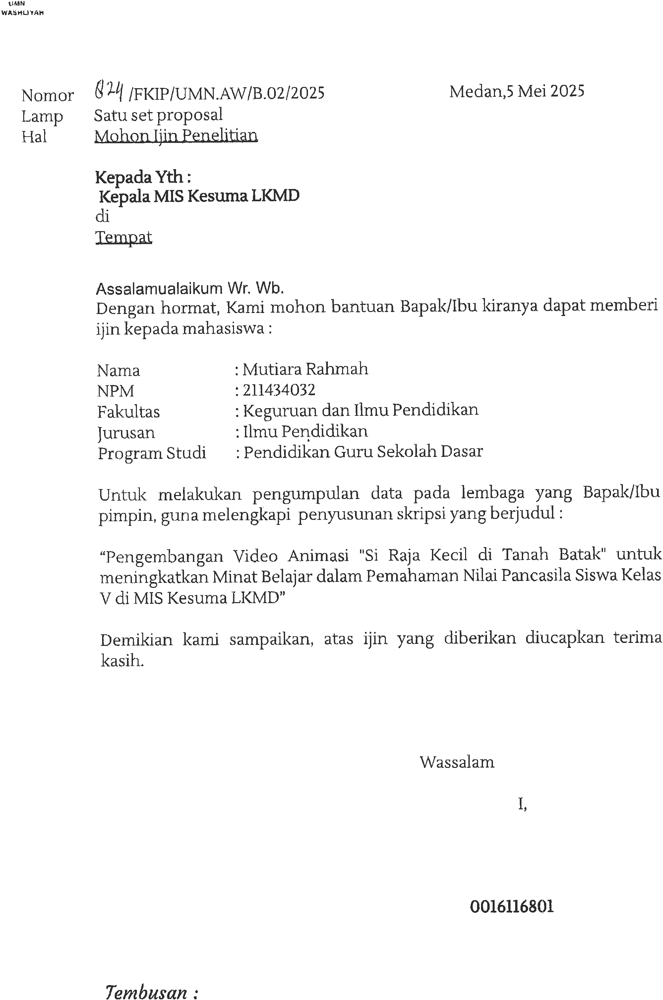 UMN
WASHLIYAH
Nomor 824 /FKIP/UMN.AW/B.02/2025 Medan,5 Mei 2025
Lamp Satu set proposal
Hal Mohon Ijin Penelitian
Kepada Yth :
Kepala MIS Kesuma LKMD
di
Tempat
Assalamualaikum Wr. Wb.
Dengan hormat, Kami mohon bantuan Bapak/Ibu kiranya dapat memberi
ijin kepada mahasiswa :
Nama : Mutiara Rahmah
NPM : 211434032
Fakultas : Keguruan dan Ilmu Pendidikan
Jurusan : Ilmu Pendidikan
Program Studi : Pendidikan Guru Sekolah Dasar
Untuk melakukan pengumpulan data pada lembaga yang Bapak/Ibu
pimpin, guna melengkapi penyusunan skripsi yang berjudul :
“Pengembangan Video Animasi "Si Raja Kecil di Tanah Batak" untuk
meningkatkan Minat Belajar dalam Pemahaman Nilai Pancasila Siswa Kelas
V di MIS Kesuma LKMD”
Demikian kami sampaikan, atas ijin yang diberikan diucapkan terima
kasih.
Wassalam
I,
0016116801
Tembusan :